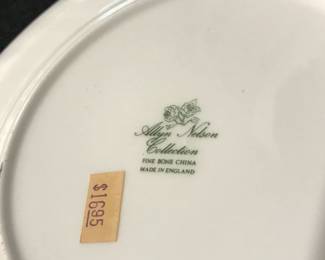 Allyn Nelson
Collection
FINE BONE CHINA
MADE IN ENGLAND
$1695